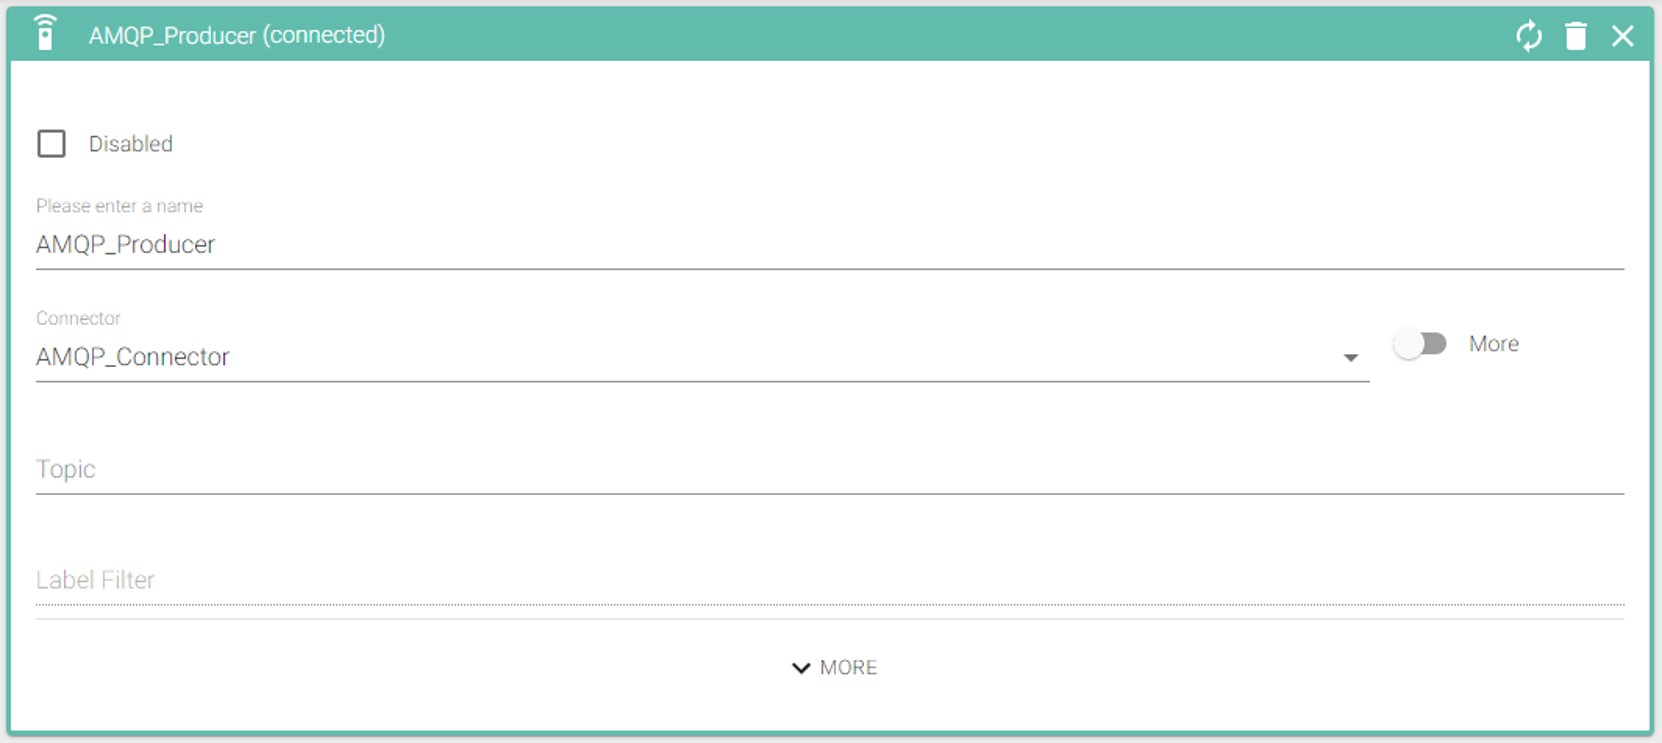 AMQP_Producer (connected)
Disabled
Please enter a name
AMQP_Producer
Connector
AMQP_Connector
More
Topic
Label Filter
MORE